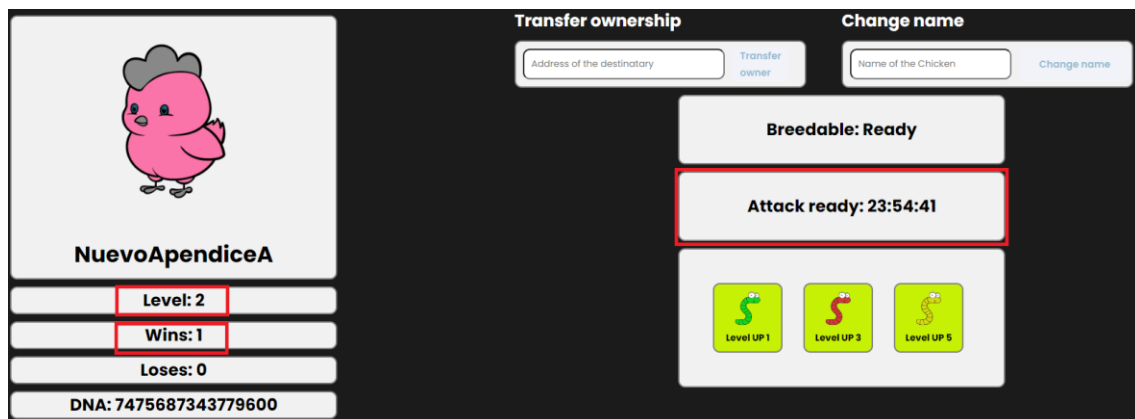 Transfer ownership
Change name
Address of the destinatary
Transfer
owner
Name of the Chicken
Change name
Breedable: Ready
Attack ready: 23:54:41
NuevoApendiceA
Level: 2
Wins: 1
Loses: 0
DNA: 7475687343779600
Level UP 1
Level UP 3
Level UP 5